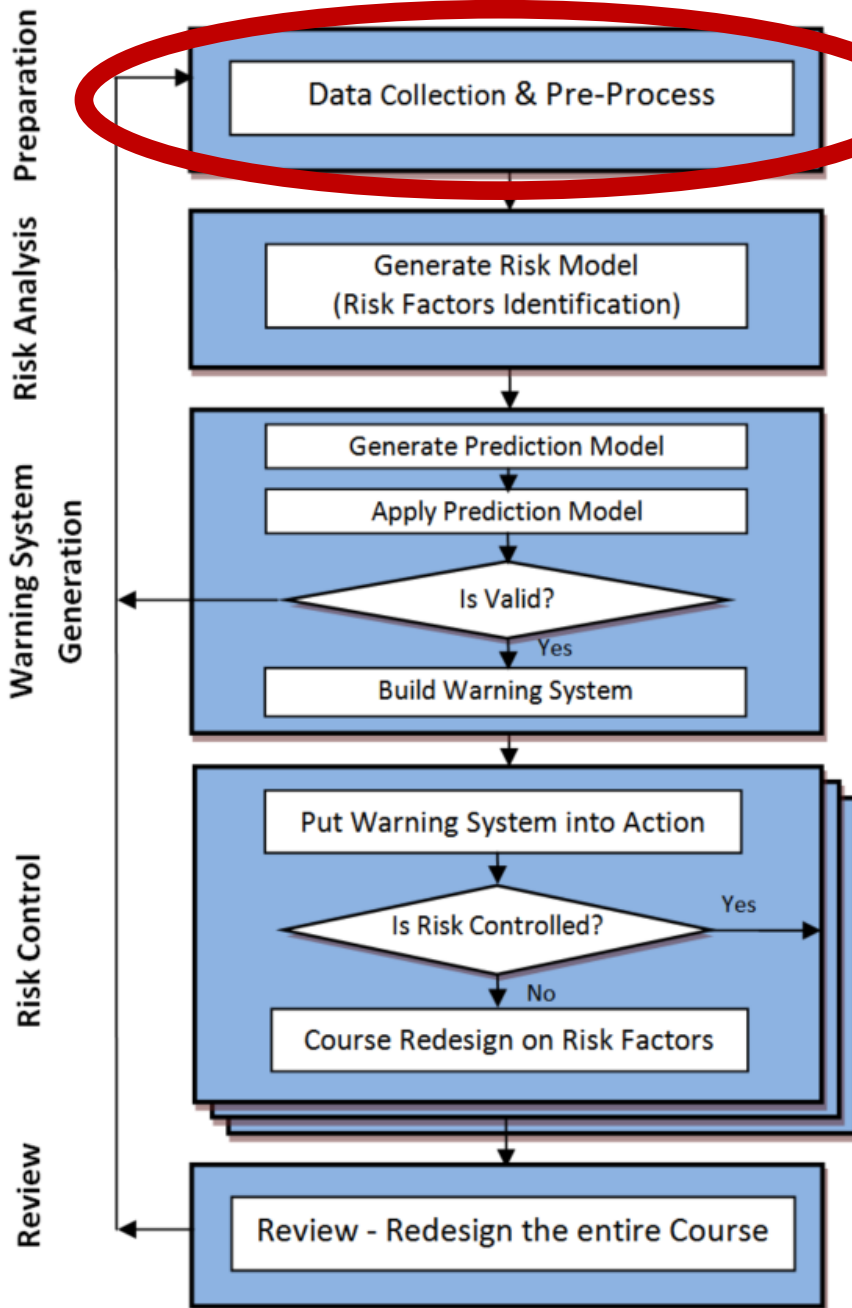 Preparation
Data Collection & Pre-Process
Risk Analysis
Generate Risk Model
(Risk Factors Identification)
Warning System
Generation
Generate Prediction Model
Apply Prediction Model
Is Valid?
Yes
Build Warning System
Risk Control
Put Warning System into Action
Is Risk Controlled?
Yes
No
Course Redesign on Risk Factors
Review
Review - Redesign the entire Course